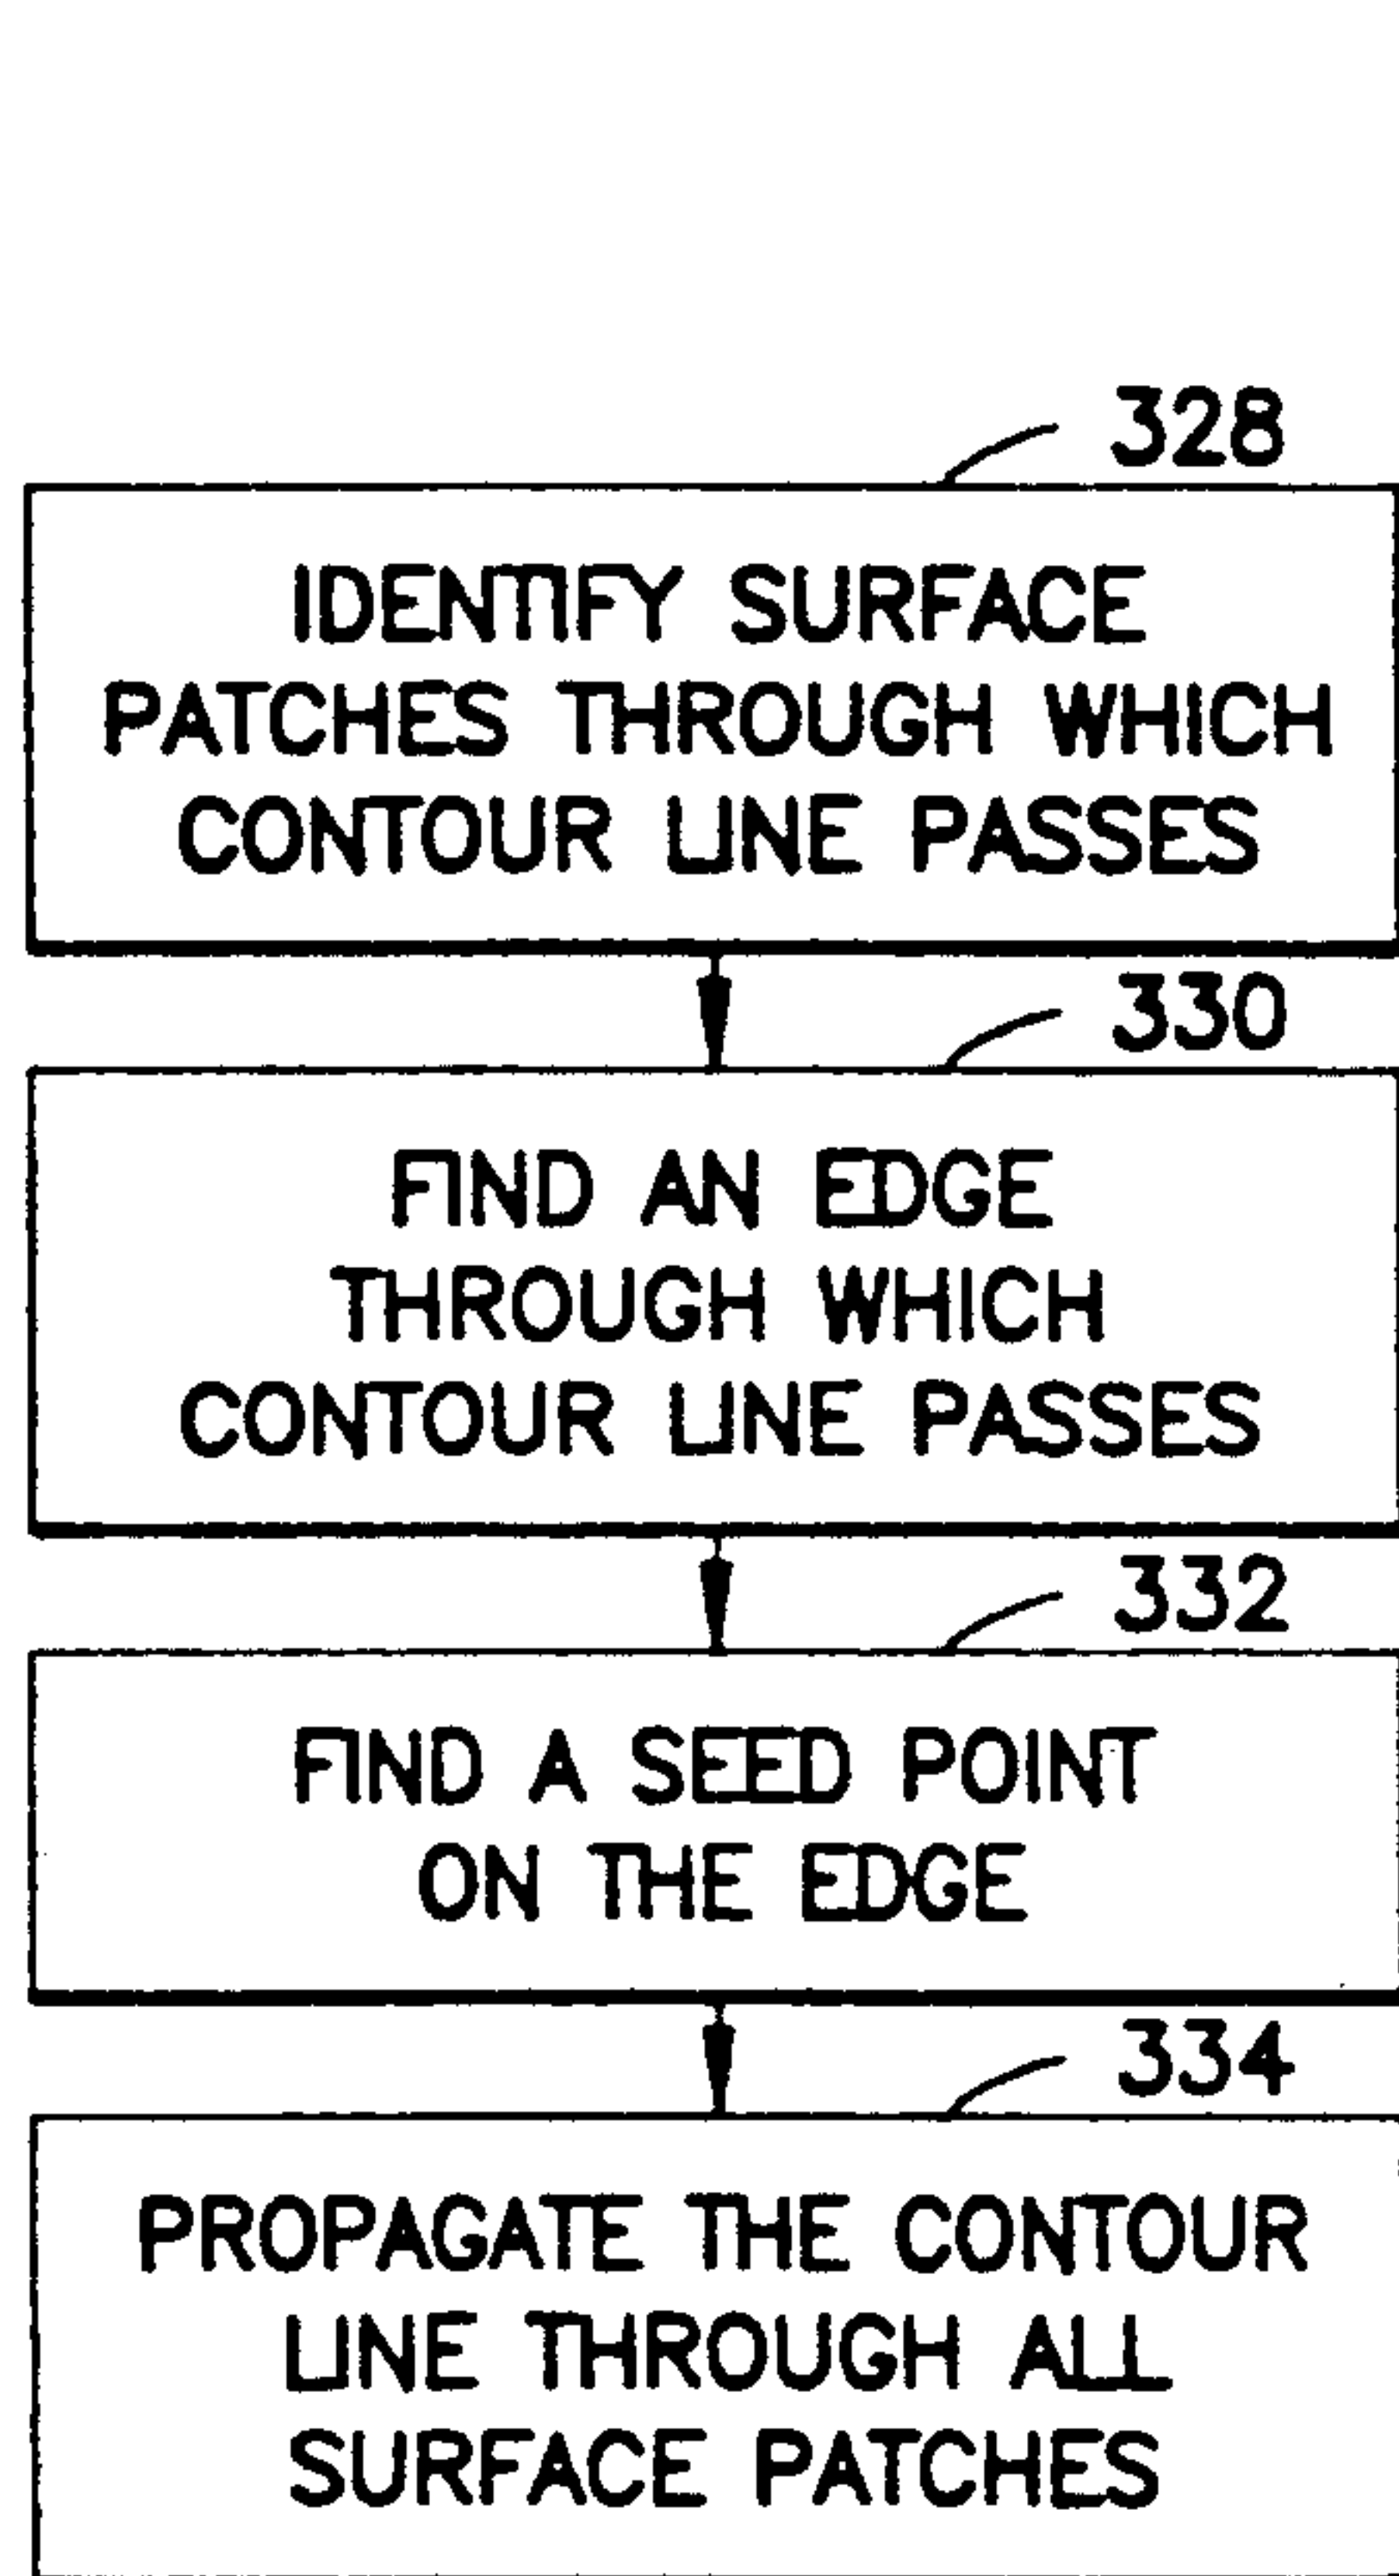 328
IDENTIFY SURFACE
PATCHES THROUGH WHICH
CONTOUR LINE PASSES
330
FIND AN EDGE
THROUGH WHICH
CONTOUR LINE PASSES
332
FIND A SEED POINT
ON THE EDGE
334
PROPAGATE THE CONTOUR
LINE THROUGH ALL
SURFACE PATCHES